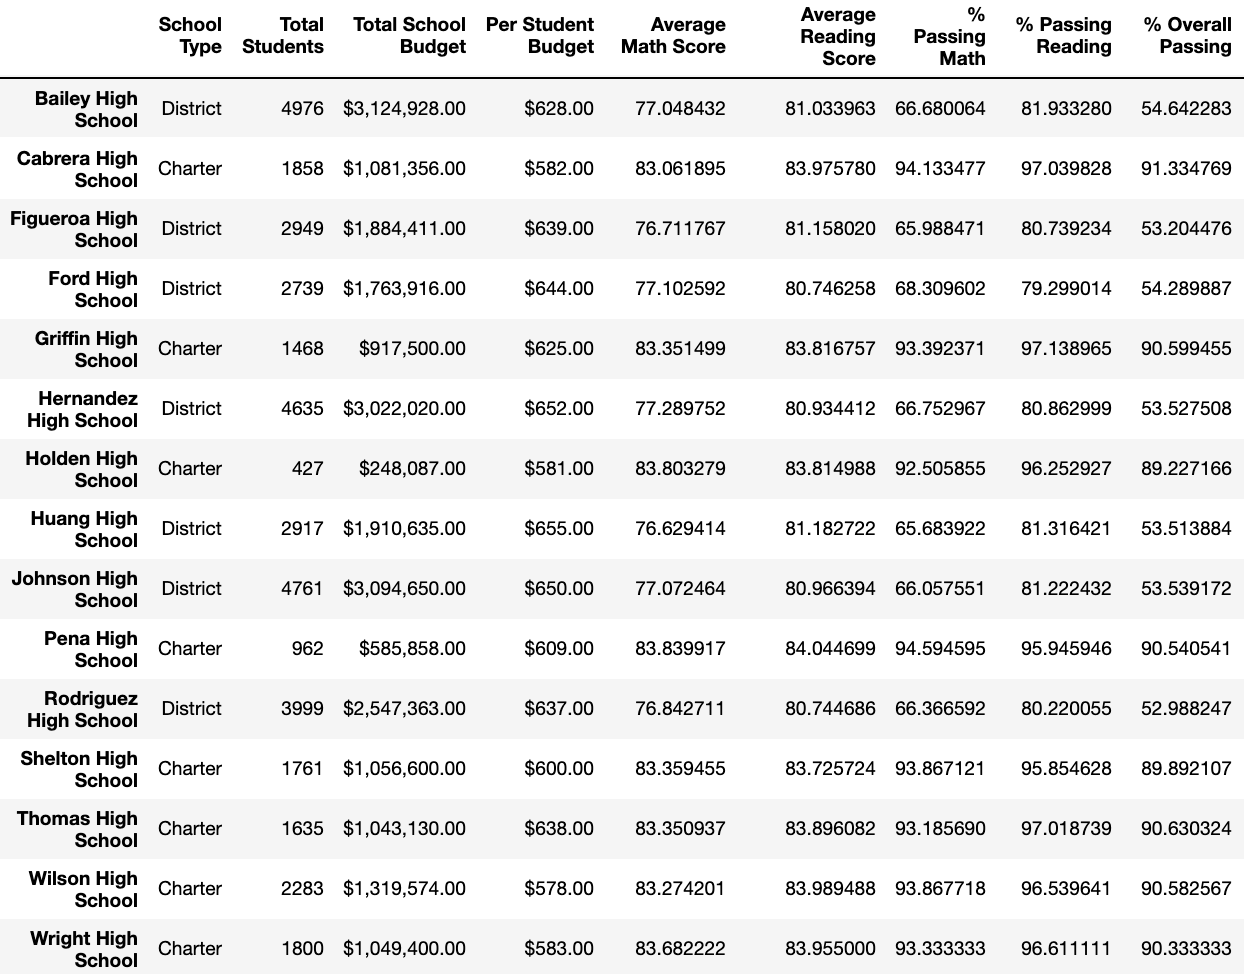 School Type Total Students Total School Budget Per Student Budget Average Math Score Average Reading Score % Passing Math % Passing Reading % Overall Passing
Bailey High School District 4976 $3,124,928.00 $628.00 77.048432 81.033963 66.680064 81.933280 54.642283
Cabrera High School Charter 1858 $1,081,356.00 $582.00 83.061895 83.975780 94.133477 97.039828 91.334769
Figueroa High School District 2949 $1,884,411.00 $639.00 76.711767 81.158020 65.988471 80.739234 53.204476
Ford High School District 2739 $1,763,916.00 $644.00 77.102592 80.746258 68.309602 79.299014 54.289887
Griffin High School Charter 1468 $917,500.00 $625.00 83.351499 83.816757 93.392371 97.138965 90.599455
Hernandez High School District 4635 $3,022,020.00 $652.00 77.289752 80.934412 66.752967 80.862999 53.527508
Holden High School Charter 427 $248,087.00 $581.00 83.803279 83.814988 92.505855 96.252927 89.227166
Huang High School District 2917 $1,910,635.00 $655.00 76.629414 81.182722 65.683922 81.316421 53.513884
Johnson High School District 4761 $3,094,650.00 $650.00 77.072464 80.966394 66.057551 81.222432 53.539172
Pena High School Charter 962 $585,858.00 $609.00 83.839917 84.044699 94.594595 95.945946 90.540541
Rodriguez High School District 3999 $2,547,363.00 $637.00 76.842711 80.744686 66.366592 80.220055 52.988247
Shelton High School Charter 1761 $1,056,600.00 $600.00 83.359455 83.725724 93.867121 95.854628 89.892107
Thomas High School Charter 1635 $1,043,130.00 $638.00 83.350937 83.896082 93.185690 97.018739 90.630324
Wilson High School Charter 2283 $1,319,574.00 $578.00 83.274201 83.989488 93.867718 96.539641 90.582567
Wright High School Charter 1800 $1,049,400.00 $583.00 83.682222 83.955000 93.333333 96.611111 90.333333